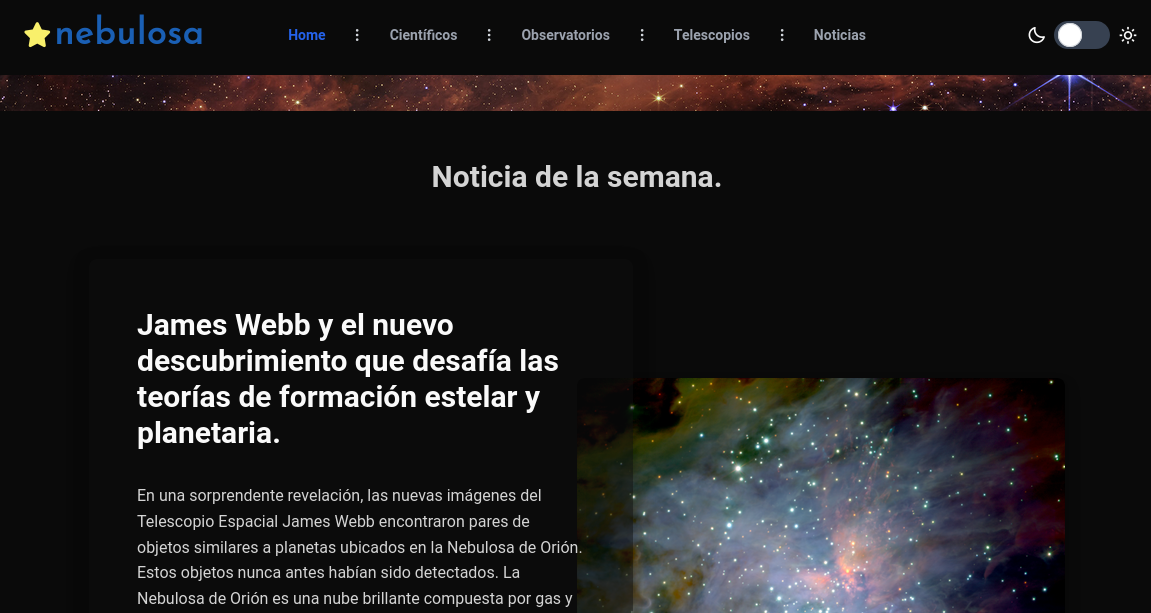 nebulosa
Home
Científicos
Observatorios
Telescopios
Noticias
Noticia de la semana.
James Webb y el nuevo
descubrimiento que desafía las
teorías de formación estelar y
planetaria.
En una sorprendente revelación, las nuevas imágenes del
Telescopio Espacial James Webb encontraron pares de
objetos similares a planetas ubicados en la Nebulosa de Orión.
Estos objetos nunca antes habían sido detectados. La
Nebulosa de Orión es una nube brillante compuesta por gas y